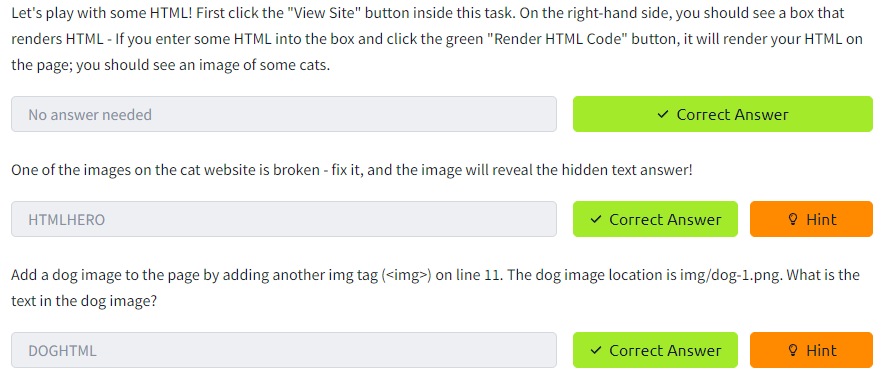 Let's play with some HTML! First click the "View Site" button inside this task. On the right-hand side, you should see a box that
renders HTML - If you enter some HTML into the box and click the green "Render HTML Code" button, it will render your HTML on
the page; you should see an image of some cats.
No answer needed
Correct Answer
One of the images on the cat website is broken - fix it, and the image will reveal the hidden text answer!
HTMLHERO
Correct Answer
Hint
Add a dog image to the page by adding another img tag (<img>) on line 11. The dog image location is img/dog-1.png. What is the
text in the dog image?
DOGHTML
Correct Answer
Hint